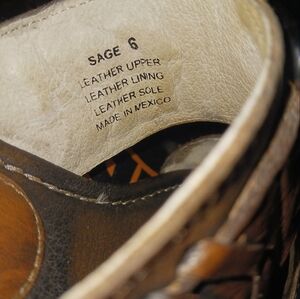 SAGE 6
LEATHER UPPER
LEATHER LINING
LEATHER SOLE
MADE IN MEXICO